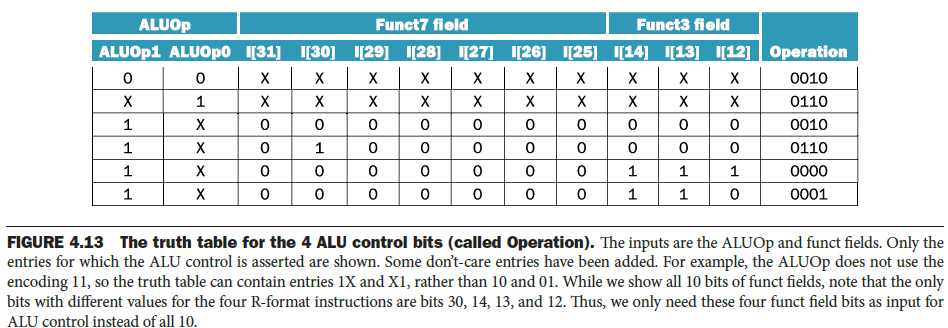 ALUOp Funct7 field Funct3 field
ALUOp1 ALUOp0 I[31] I[30] I[29] I[28] I[27] I[26] I[25] I[14] I[13] I[12] Operation
0 0 X X X X X X X X X X 0010
X 1 X X X X X X X X X X 0110
1 X 0 0 0 0 0 0 0 0 0 0 0010
1 X 0 1 0 0 0 0 0 0 0 0 0110
1 X 0 0 0 0 0 0 0 1 1 1 0000
1 X 0 0 0 0 0 0 0 1 1 0 0001
FIGURE 4.13 The truth table for the 4 ALU control bits (called Operation). The inputs are the ALUOp and funct fields. Only the
entries for which the ALU control is asserted are shown. Some don't-care entries have been added. For example, the ALUOp does not use the
encoding 11, so the truth table can contain entries 1X and X1, rather than 10 and 01. While we show all 10 bits of funct fields, note that the only
bits with different values for the four R-format instructions are bits 30, 14, 13, and 12. Thus, we only need these four funct field bits as input for
ALU control instead of all 10.